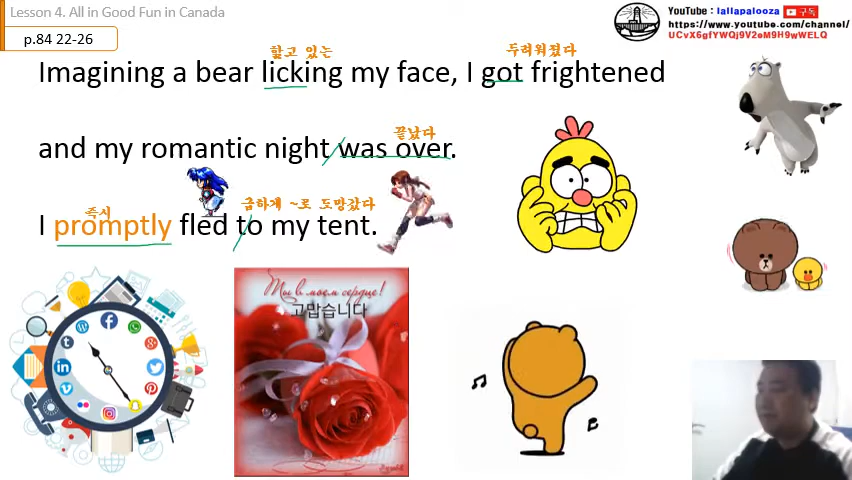 Lesson 4. All in Good Fun in Canada
p.84 22-26
YouTube : lallapalooza 구독
https://www.youtube.com/channel/
UCvX6gfYWQj9V2eM9H9wWELQ
핥고 있는
두려워졌다
Imagining a bear licking my face, I got frightened
끝났다
and my romantic night was over.
즉시
급하게 ~로 도망갔다
I promptly fled to my tent.
Ты в моем сердце!
고맙습니다